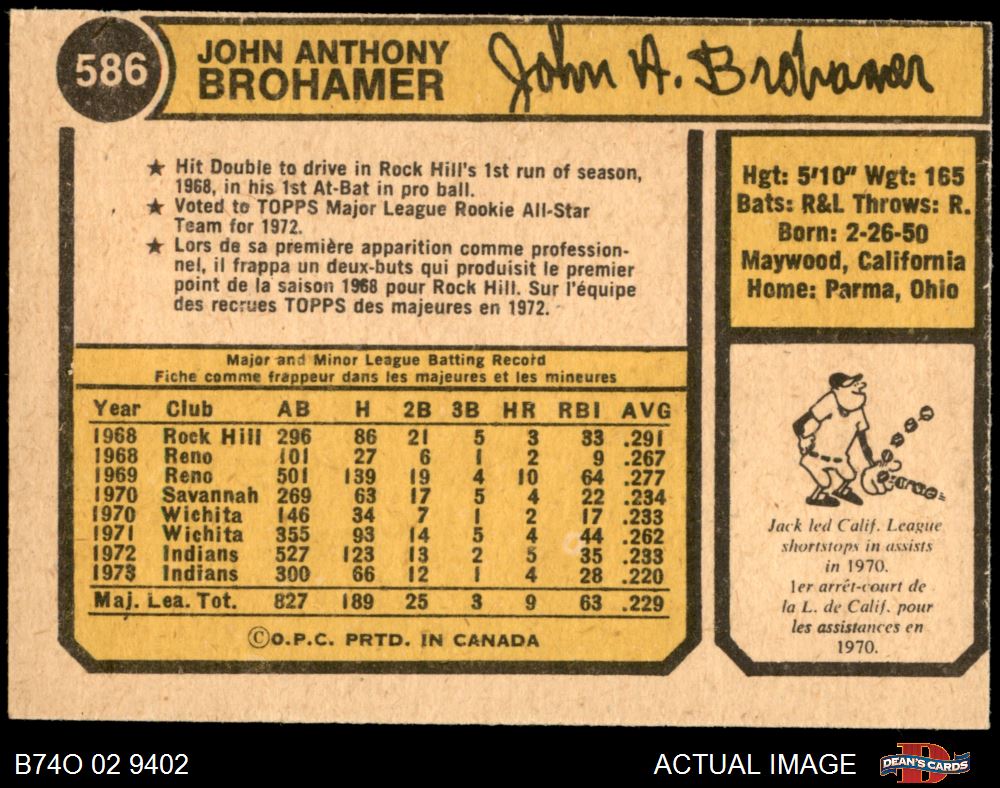 586
JOHN ANTHONY
BROHAMER
John A. Brohamer
★ Hit Double to drive in Rock Hill's 1st run of season,
1968, in his 1st At-Bat in pro ball.
★ Voted to TOPPS Major League Rookie All-Star
Team for 1972.
★ Lors de sa première apparition comme profession-
nel, il frappa un deux-buts qui produisit le premier
point de la saison 1968 pour Rock Hill. Sur l'équipe
des recrues TOPPS des majeures en 1972.
Hgt: 5'10" Wgt: 165
Bats: R&L Throws: R.
Born: 2-26-50
Maywood, California
Home: Parma, Ohio
Major and Minor League Batting Record
Fiche comme frappeur dans les majeures et les mineures
Year Club AB H 2B 3B HR RBI AVG
1968 Rock Hill 296 86 21 5 3 33 .291
1968 Reno 101 27 6 1 2 9 .267
1969 Reno 501 139 19 4 10 64 .277
1970 Savannah 269 63 17 5 4 22 .234
1970 Wichita 146 34 7 1 2 17 .233
1971 Wichita 355 93 14 5 4 44 .262
1972 Indians 527 123 13 2 5 35 .233
1973 Indians 300 66 12 1 4 28 .220
Maj. Lea. Tot. 827 189 25 3 9 63 .229
©O.P.C. PRTD. IN CANADA
Jack led Calif. League
shortstops in assists
in 1970.
1er arrêt-court de
la L. de Calif. pour
les assistances en
1970.
B74O 02 9402
ACTUAL IMAGE
DEAN'S CARDS